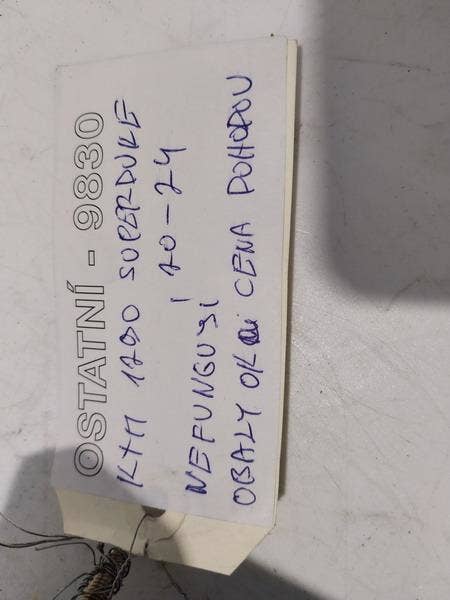 OSTATNÍ - 9830
KTM 1290 SUPERDUKE
20-24
NEFUNGUJÍ
OBALY OK CENA POHODOU